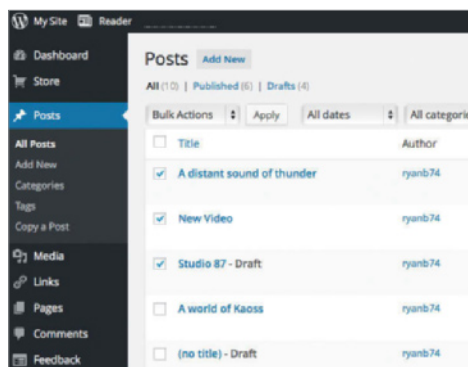 My Site Reader
Dashboard
Store
Posts
All Posts
Add New
Categories
Tags
Copy a Post
Media
Links
Pages
Comments
Feedback
Posts Add New
All (10) | Published (6) | Drafts (4)
Bulk Actions Apply All dates All categorie
Title Author
A distant sound of thunder ryanb74
New Video ryanb74
Studio 87 - Draft ryanb74
A world of Kaoss ryanb74
(no title) - Draft ryanb74